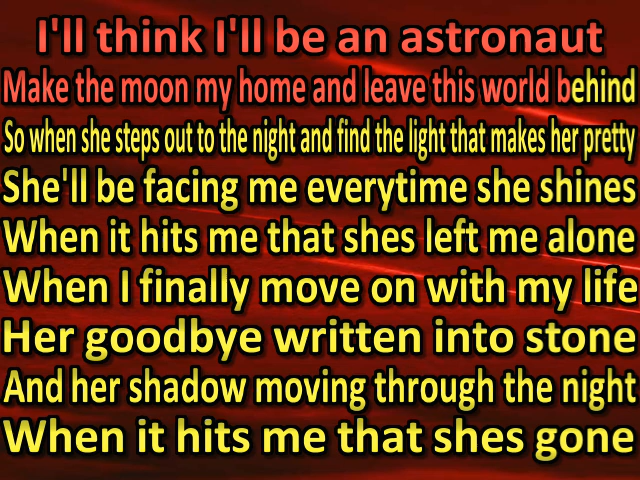 I'll think I'll be an astronaut
Make the moon my home and leave this world behind
So when she steps out to the night and find the light that makes her pretty
She'll be facing me everytime she shines
When it hits me that shes left me alone
When I finally move on with my life
Her goodbye written into stone
And her shadow moving through the night
When it hits me that shes gone